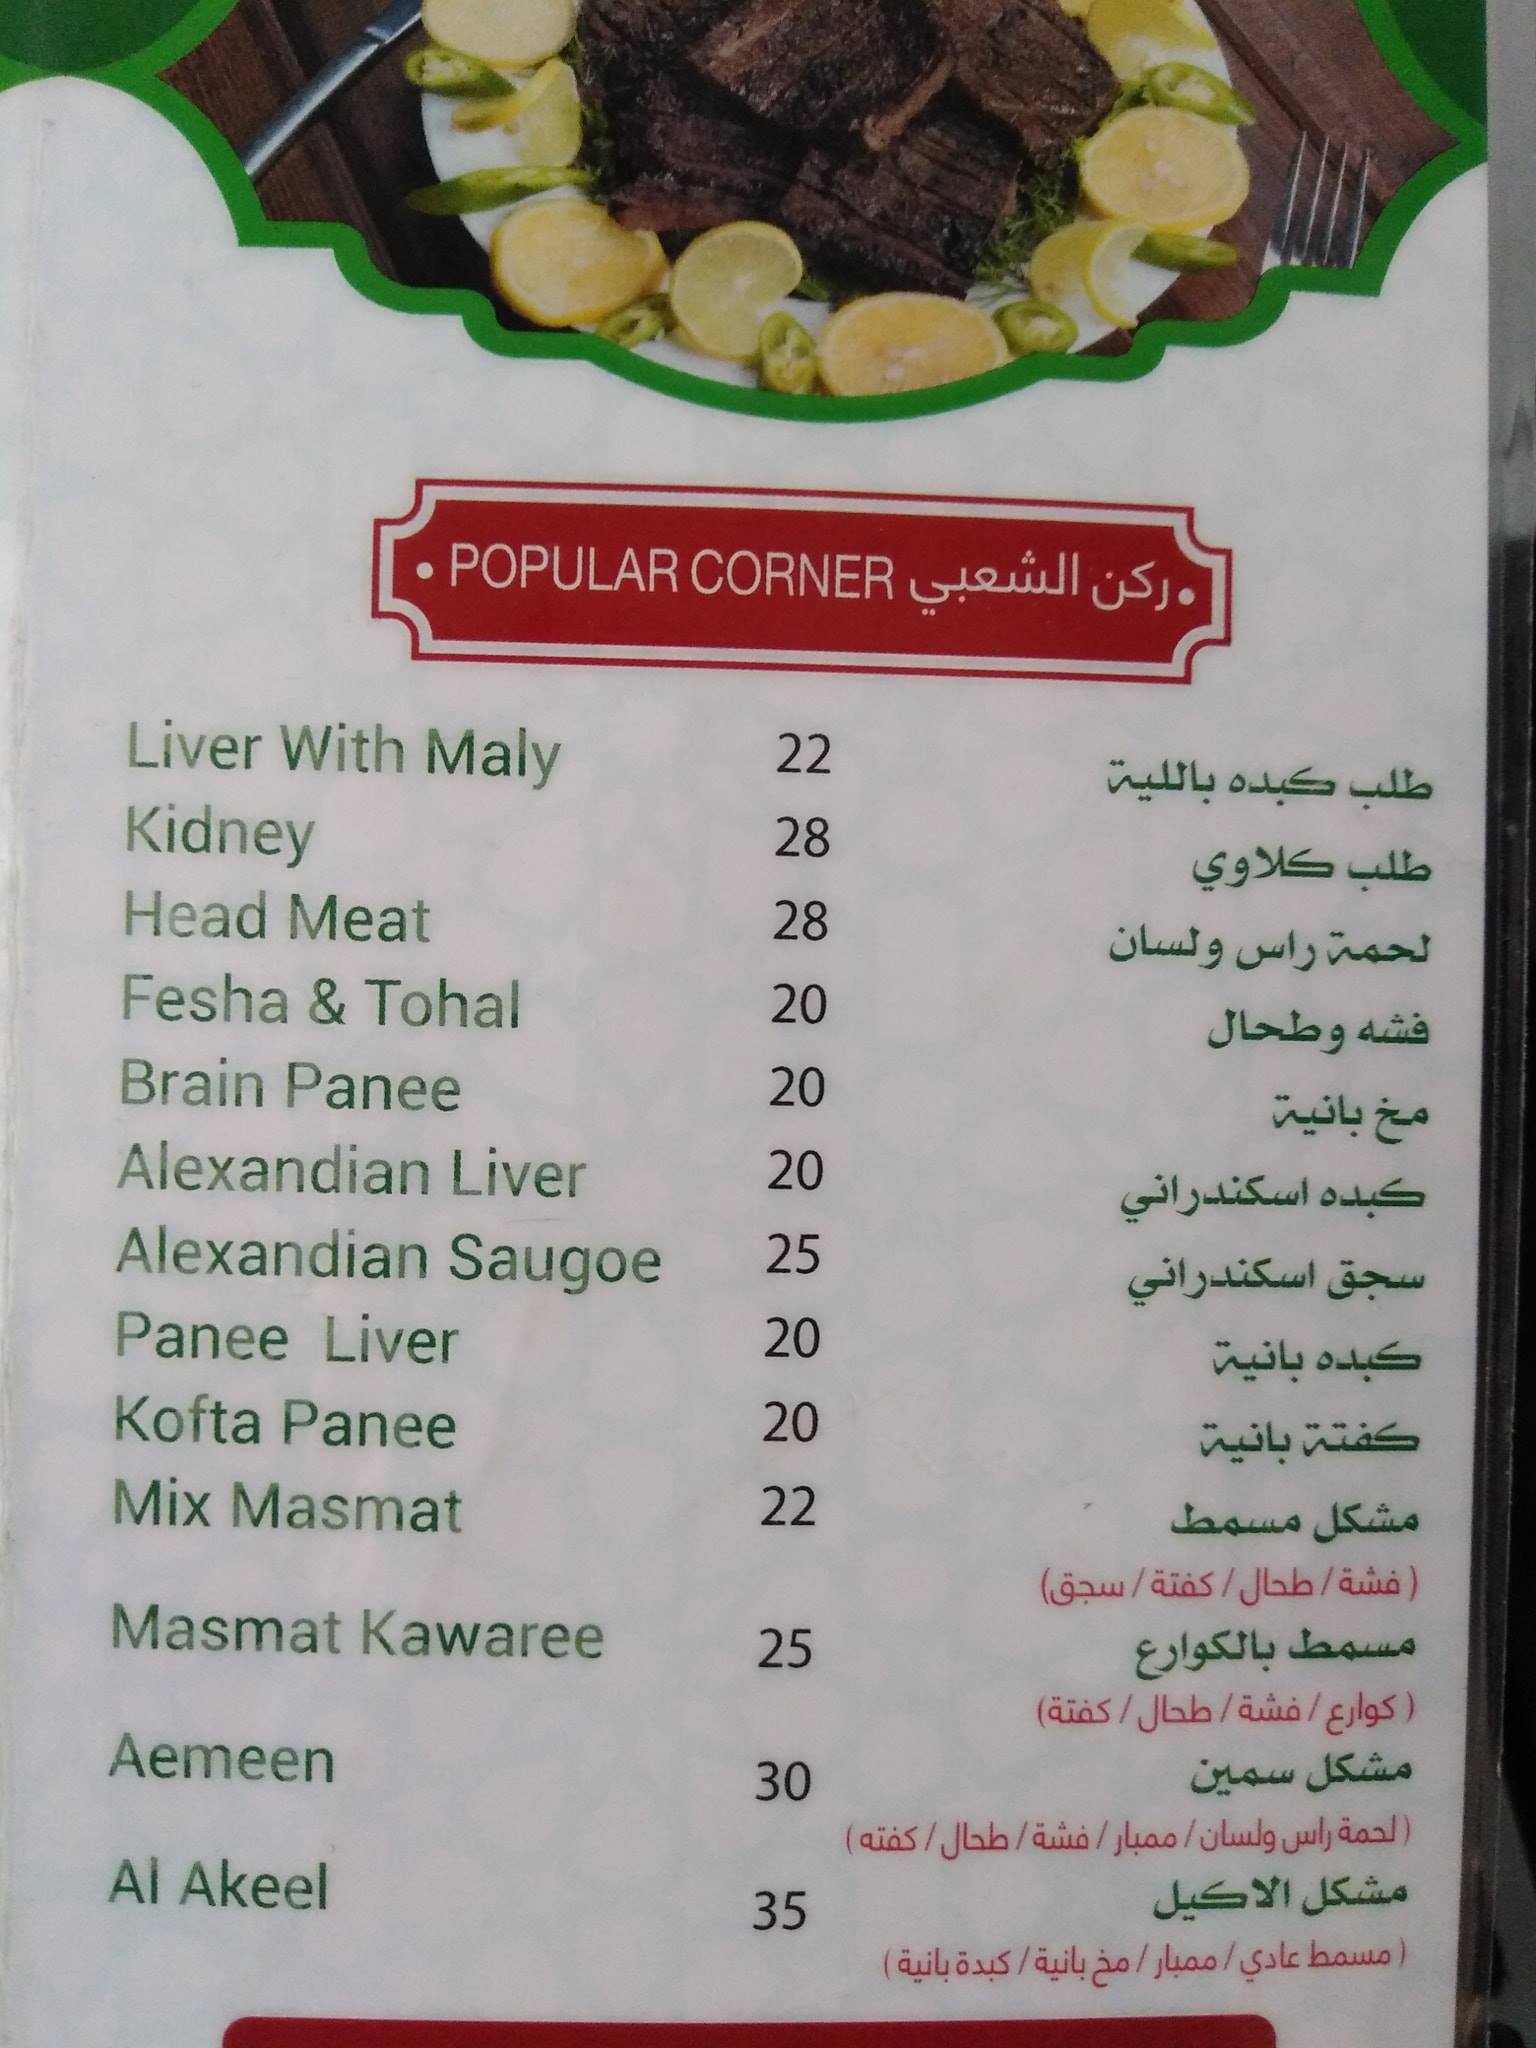 • POPULAR CORNER ركن الشعبي •
Liver With Maly 22 طلب كبده باللية
Kidney 28 طلب كلاوي
Head Meat 28 لحمة راس ولسان
Fesha & Tohal 20 فشه وطحال
Brain Panee 20 مخ بانية
Alexandian Liver 20 كبده اسكندراني
Alexandian Saugoe 25 سجق اسكندراني
Panee Liver 20 كبده بانية
Kofta Panee 20 كفتة بانية
Mix Masmat 22 مشكل مسمط
( فشة / طحال / كفتة / سجق)
Masmat Kawaree 25 مسمط بالكوارع
( كوارع / فشة / طحال / كفتة)
Aemeen 30 مشكل سمين
( لحمة راس ولسان / ممبار / فشة / طحال / كفته )
Al Akeel 35 مشكل الاكيل
( مسمط عادي / ممبار / مخ بانية / كبدة بانية )